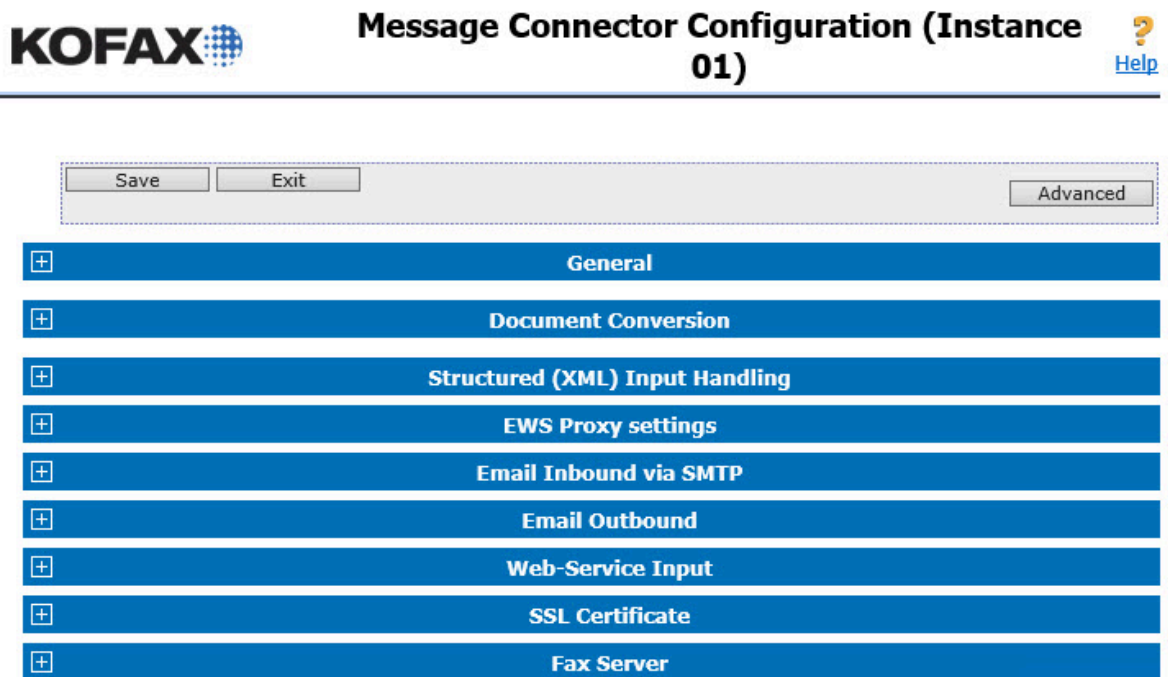 KOFAX
Message Connector Configuration (Instance
01)
?
Help
Save Exit
Advanced
General
Document Conversion
Structured (XML) Input Handling
EWS Proxy settings
Email Inbound via SMTP
Email Outbound
Web-Service Input
SSL Certificate
Fax Server